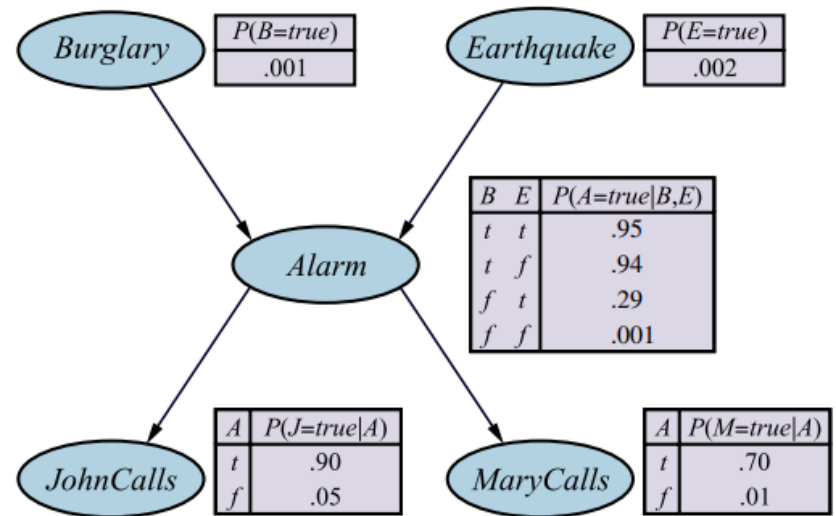 Burglary
P(B=true)
.001
Earthquake
P(E=true)
.002
B E P(A=true|B,E)
t t .95
t f .94
f t .29
f f .001
Alarm
A P(J=true|A)
t .90
f .05
JohnCalls
A P(M=true|A)
t .70
f .01
MaryCalls